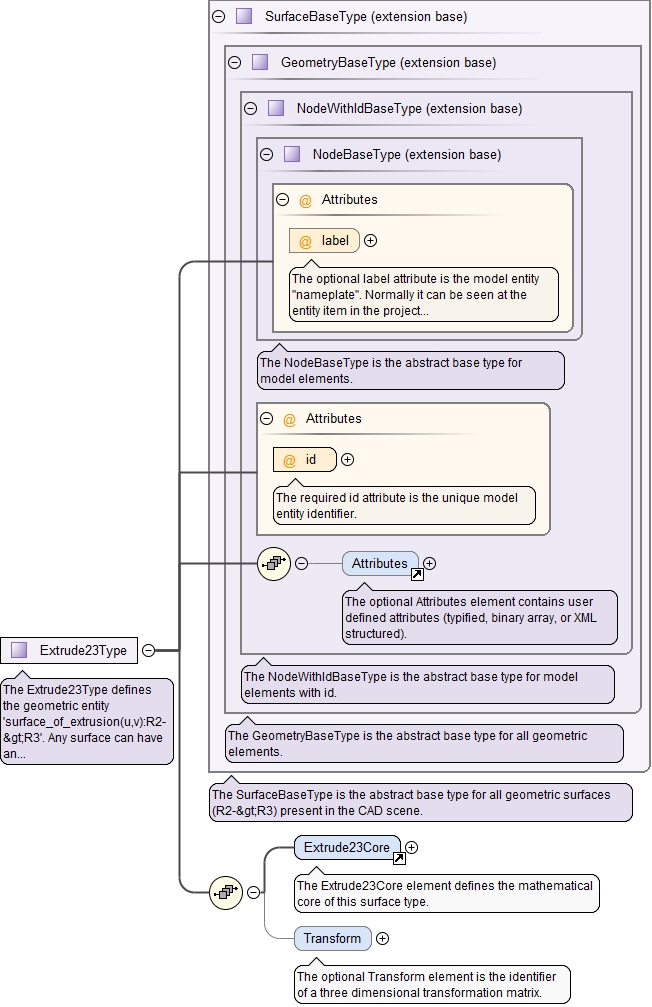 SurfaceBaseType (extension base)
GeometryBaseType (extension base)
NodeWithIdBaseType (extension base)
NodeBaseType (extension base)
@ Attributes
@ label
The optional label attribute is the model entity
"nameplate". Normally it can be seen at the
entity item in the project...
The NodeBaseType is the abstract base type for
model elements.
@ Attributes
@ id
The required id attribute is the unique model
entity identifier.
Attributes
The optional Attributes element contains user
defined attributes (typified, binary array, or XML
structured).
Extrude23Type
The Extrude23Type defines
the geometric entity
'surface_of_extrusion(u,v):R2-
&gt;R3'. Any surface can have
an...
The NodeWithIdBaseType is the abstract base type for model
elements with id.
The GeometryBaseType is the abstract base type for all geometric
elements.
The SurfaceBaseType is the abstract base type for all geometric surfaces
(R2-&gt;R3) present in the CAD scene.
Extrude23Core
The Extrude23Core element defines the mathematical
core of this surface type.
Transform
The optional Transform element is the identifier
of a three dimensional transformation matrix.